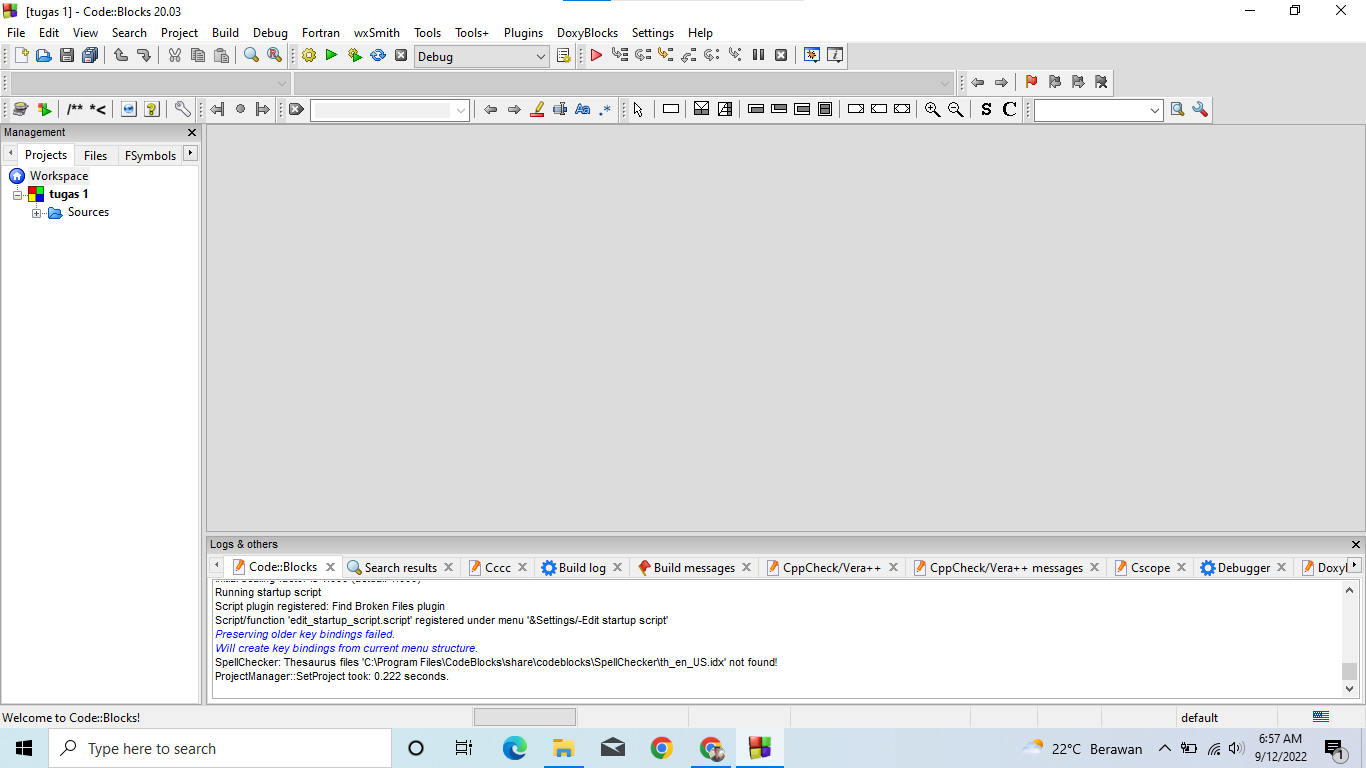 [tugas 1] - Code::Blocks 20.03
File Edit View Search Project Build Debug Fortran wxSmith Tools Tools+ Plugins DoxyBlocks Settings Help
Debug
/** *<
Aa .*
S C
Management
Projects Files FSymbols
Workspace
tugas 1
Sources
Logs & others
Code::Blocks Search results Cccc Build log Build messages CppCheck/Vera++ CppCheck/Vera++ messages Cscope Debugger Doxyl
Running startup script
Script plugin registered: Find Broken Files plugin
Script/function 'edit_startup_script.script' registered under menu '&Settings/-Edit startup script'
Preserving older key bindings failed.
Will create key bindings from current menu structure.
SpellChecker: Thesaurus files 'C:\Program Files\CodeBlocks\share\codeblocks\SpellChecker\th_en_US.idx' not found!
ProjectManager::SetProject took: 0.222 seconds.
Welcome to Code::Blocks!
default
Type here to search
22°C Berawan
6:57 AM
9/12/2022
1